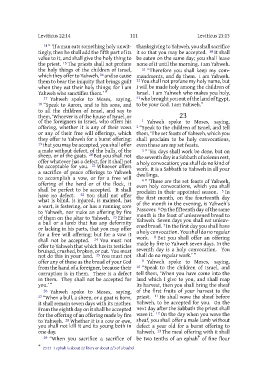 Leviticus 22:14
111
Leviticus 23:13
14 “‘If a man eats something holy unwit-
tingly, then he shall add the fifth part of its
value to it, and shall give the holy thing to
the priest. 15 The priests shall not profane
the holy things of the children of Israel,
which they offer to Yahweh, 16 and so cause
them to bear the iniquity that brings guilt
when they eat their holy things; for I am
Yahweh who sanctifies them.’”
17 Yahweh spoke to Moses, saying,
18 “Speak to Aaron, and to his sons, and
to all the children of Israel, and say to
them, ‘Whoever is of the house of Israel, or
of the foreigners in Israel, who offers his
offering, whether it is any of their vows
or any of their free will offerings, which
they offer to Yahweh for a burnt offering:
19 that you may be accepted, you shall offer
a male without defect, of the bulls, of the
sheep, or of the goats. 20 But you shall not
offer whatever has a defect, for it shall not
be acceptable for you. 21 Whoever offers
a sacrifice of peace offerings to Yahweh
to accomplish a vow, or for a free will
offering of the herd or of the flock, it
shall be perfect to be accepted. It shall
have no defect. 22 You shall not offer
what is blind, is injured, is maimed, has
a wart, is festering, or has a running sore
to Yahweh, nor make an offering by fire
of them on the altar to Yahweh. 23 Either
a bull or a lamb that has any deformity
or lacking in his parts, that you may offer
for a free will offering; but for a vow it
shall not be accepted. 24 You must not
offer to Yahweh that which has its testicles
bruised, crushed, broken, or cut. You must
not do this in your land. 25 You must not
offer any of these as the bread of your God
from the hand of a foreigner, because their
corruption is in them. There is a defect
in them. They shall not be accepted for
you.’”
26 Yahweh spoke to Moses, saying,
27 “When a bull, a sheep, or a goat is born,
it shall remain seven days with its mother.
From the eighth day on it shall be accepted
for the offering of an offering made by fire
to Yahweh. 28 Whether it is a cow or ewe,
you shall not kill it and its young both in
one day.
29 “When you sacrifice a sacrifice of
thanksgiving to Yahweh, you shall sacrifice
it so that you may be accepted. 30 It shall
be eaten on the same day; you shall leave
none of it until the morning. I am Yahweh.
31 “Therefore you shall keep my com-
mandments, and do them. I am Yahweh.
32 You shall not profane my holy name, but
I will be made holy among the children of
Israel. I am Yahweh who makes you holy,
33 who brought you out of the land of Egypt,
to be your God. I am Yahweh.”
23
1 Yahweh spoke to Moses, saying,
2 “Speak to the children of Israel, and tell
them, ‘The set feasts of Yahweh, which you
shall proclaim to be holy convocations,
even these are my set feasts.
3 “‘Six days shall work be done, but on
the seventh day is a Sabbath of solemn rest,
a holy convocation; you shall do no kind of
work. It is a Sabbath to Yahweh in all your
dwellings.
4 “‘These are the set feasts of Yahweh,
even holy convocations, which you shall
proclaim in their appointed season. 5 In
the first month, on the fourteenth day
of the month in the evening, is Yahweh’s
Passover. 6 On the fifteenth day of the same
month is the feast of unleavened bread to
Yahweh. Seven days you shall eat unleav-
ened bread. 7 In the first day you shall have
a holy convocation. You shall do no regular
work. 8 But you shall offer an offering
made by fire to Yahweh seven days. In the
seventh day is a holy convocation. You
shall do no regular work.’”
9 Yahweh spoke to Moses, saying,
10 “Speak to the children of Israel, and
tell them, ‘When you have come into the
land which I give to you, and shall reap
its harvest, then you shall bring the sheaf
of the first fruits of your harvest to the
priest. 11 He shall wave the sheaf before
Yahweh, to be accepted for you. On the
next day after the Sabbath the priest shall
wave it. 12 On the day when you wave the
sheaf, you shall offer a male lamb without
defect a year old for a burnt offering to
Yahweh. 13 The meal offering with it shall
be two tenths of an ephah* of fine flour
* 23:13 1 ephah is about 22 liters or about 2/3 of a bushel